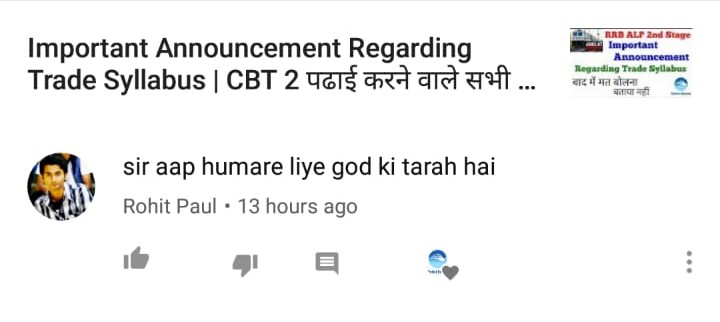 Important Announcement Regarding
Trade Syllabus | CBT 2 पढाई करने वाले सभी ...
RRB ALP 2nd Stage
Important
Announcement
Regarding Trade Syllabus
बाद में मत बोलना
बताया नहीं
sir aap humare liye god ki tarah hai
Rohit Paul • 13 hours ago